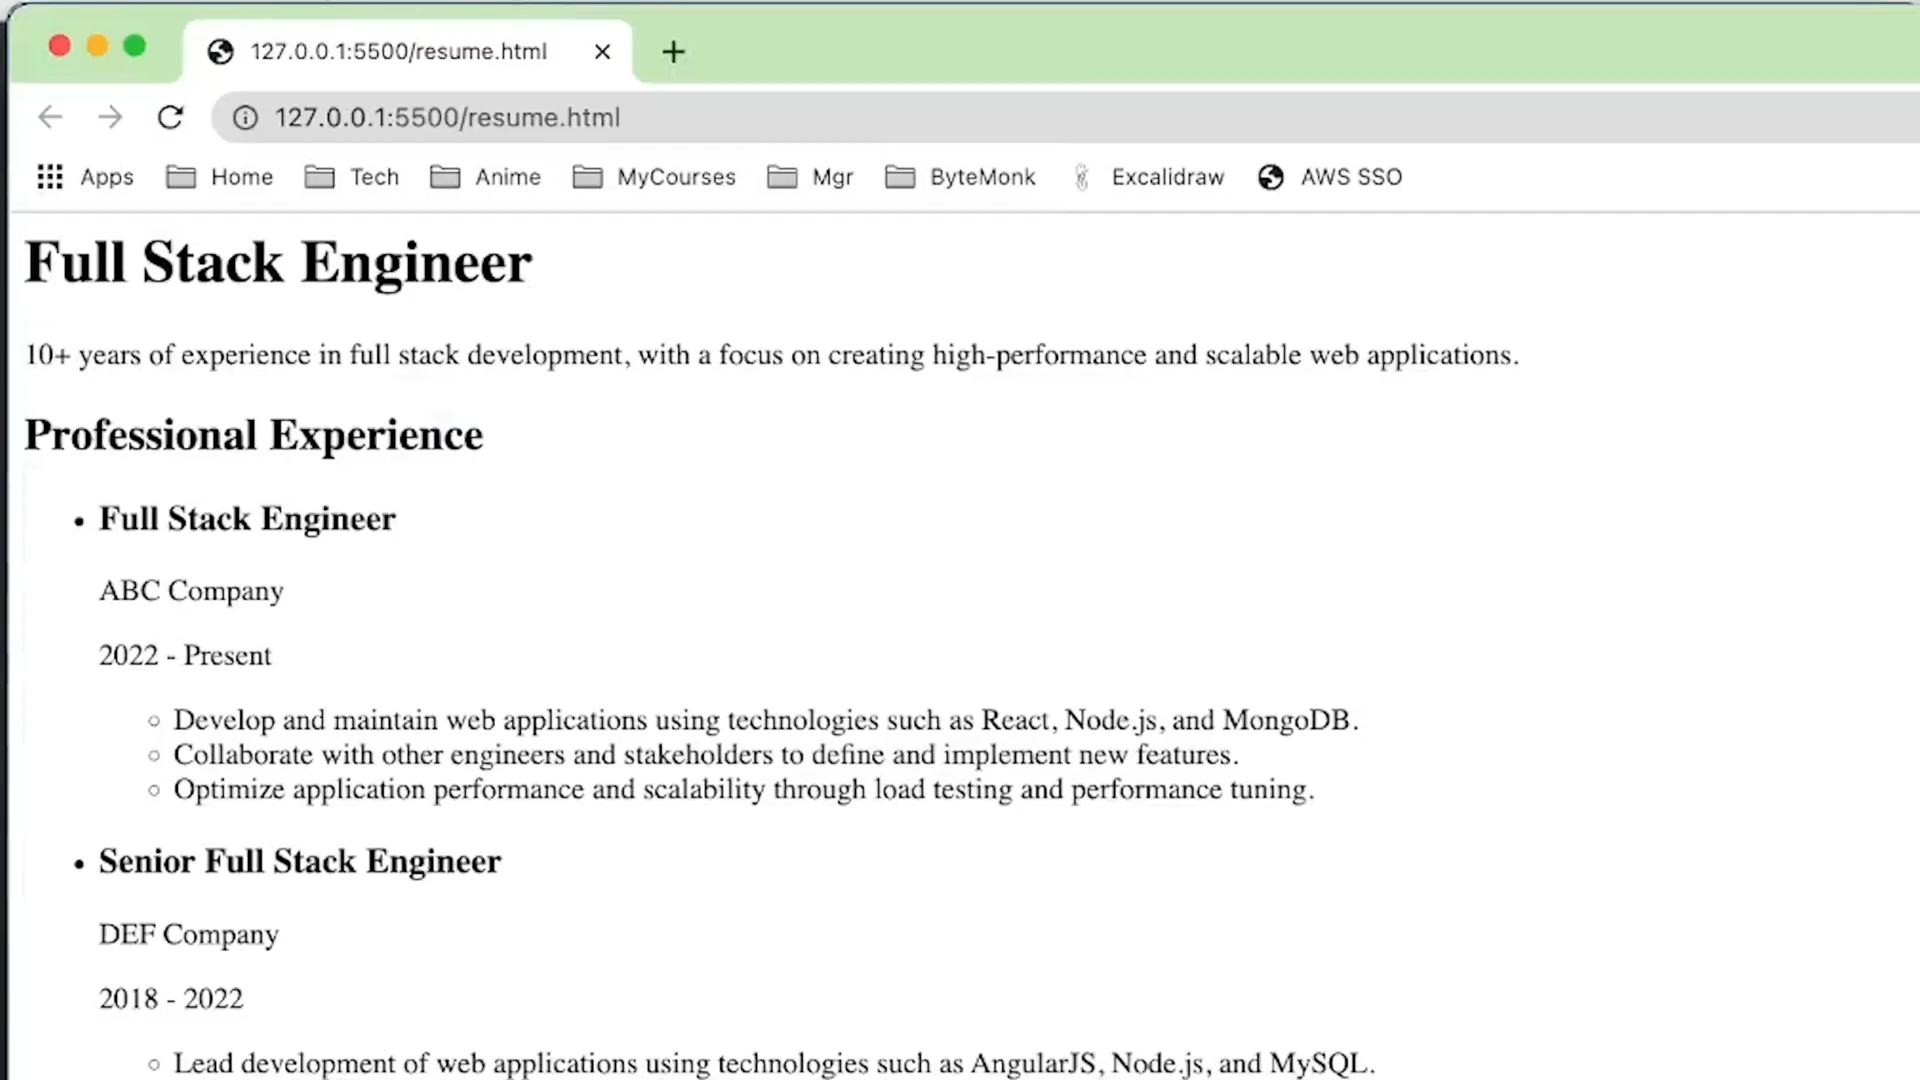 127.0.0.1:5500/resume.html
127.0.0.1:5500/resume.html
Apps Home Tech Anime MyCourses Mgr ByteMonk Excalidraw AWS SSO
Full Stack Engineer
10+ years of experience in full stack development, with a focus on creating high-performance and scalable web applications.
Professional Experience
• Full Stack Engineer
ABC Company
2022 - Present
◦ Develop and maintain web applications using technologies such as React, Node.js, and MongoDB.
◦ Collaborate with other engineers and stakeholders to define and implement new features.
◦ Optimize application performance and scalability through load testing and performance tuning.
• Senior Full Stack Engineer
DEF Company
2018 - 2022
◦ Lead development of web applications using technologies such as AngularJS, Node.js, and MySQL.